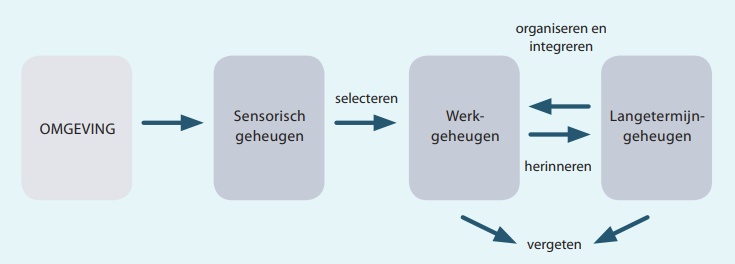 organiseren en
integreren
OMGEVING
Sensorisch
geheugen
selecteren
Werk-
geheugen
Langetermijn-
geheugen
herinneren
vergeten